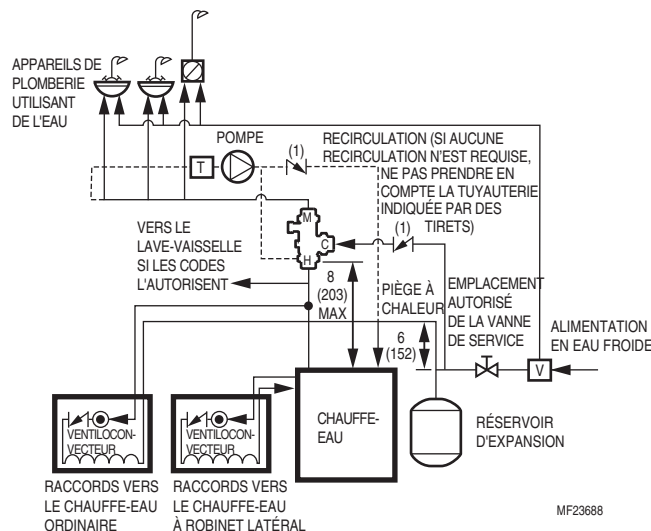 APPAREILS DE
PLOMBERIE
UTILISANT
DE L'EAU
POMPE
(1)
T
RECIRCULATION (SI AUCUNE
RECIRCULATION N'EST REQUISE,
NE PAS PRENDRE EN
COMPTE LA TUYAUTERIE
INDIQUÉE PAR DES
TIRETS)
(1)
M
C
H
VERS LE
LAVE-VAISSELLE
SI LES CODES
L'AUTORISENT
8
(203)
MAX
PIÈGE À
CHALEUR
6
(152)
EMPLACEMENT
AUTORISÉ
DE LA VANNE
DE SERVICE
ALIMENTATION
EN EAU FROIDE
V
VENTILOCON-
VECTEUR
VENTILOCON-
VECTEUR
CHAUFFE-
EAU
RÉSERVOIR
D'EXPANSION
RACCORDS VERS
LE CHAUFFE-EAU
ORDINAIRE
RACCORDS VERS
LE CHAUFFE-EAU
À ROBINET LATÉRAL
MF23688